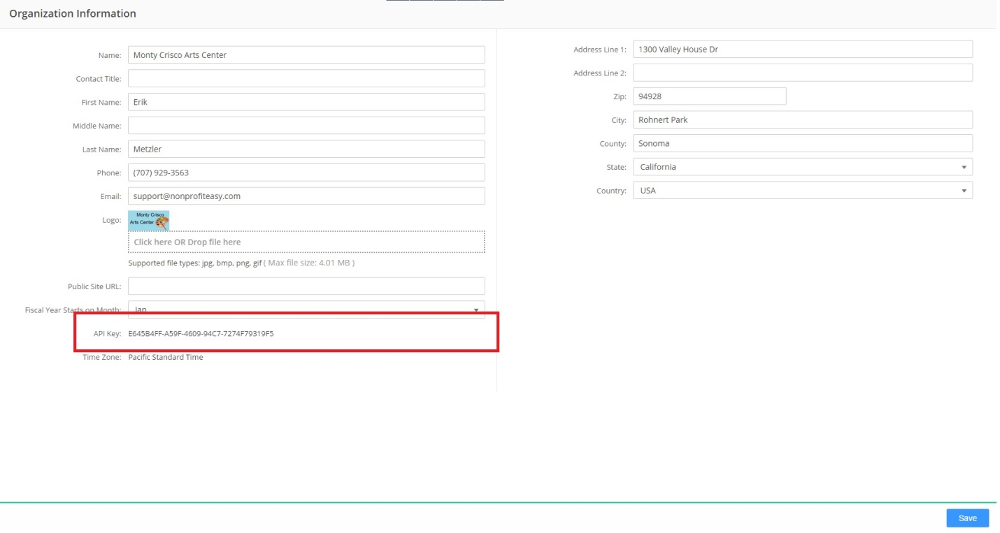 Organization Information
Name: Monty Crisco Arts Center
Contact Title:
First Name: Erik
Middle Name:
Last Name: Metzler
Phone: (707) 929-3563
Email: support@nonprofiteasy.com
Logo: Monty Crisco
Arts Center
Click here OR Drop file here
Supported file types: jpg, bmp, png, gif ( Max file size: 4.01 MB )
Public Site URL:
Fiscal Year Starts on Month: Jan
API Key: E645B4FF-A59F-4609-94C7-7274F79319F5
Time Zone: Pacific Standard Time
Address Line 1: 1300 Valley House Dr
Address Line 2:
Zip: 94928
City: Rohnert Park
County: Sonoma
State: California
Country: USA
Save